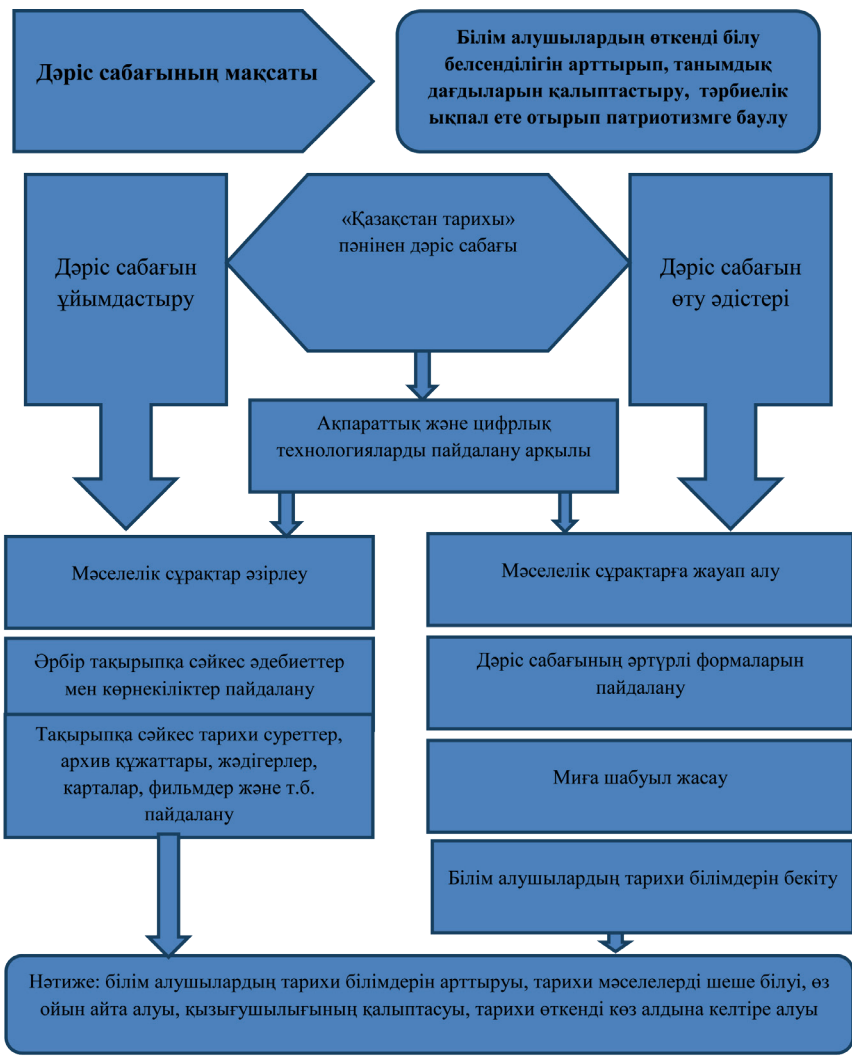 Дәріс сабағының мақсаты
Білім алушылардың өткенді білу
белсенділігін арттырып, танымдық
дағдыларын қалыптастыру, тәрбиелік
ықпал ете отырып патриотизмге баулу
Дәріс сабағын
ұйымдастыру
«Қазақстан тарихы»
пәнінен дәріс сабағы
Дәріс сабағын
өту әдістері
Ақпараттық және цифрлық
технологияларды пайдалану арқылы
Мәселелік сұрақтар әзірлеу
Әрбір тақырыпқа сәйкес әдебиеттер
мен көрнекіліктер пайдалану
Тақырыпқа сәйкес тарихи суреттер,
архив құжаттары, жәдігерлер,
карталар, фильмдер және т.б.
пайдалану
Мәселелік сұрақтарға жауап алу
Дәріс сабағының әртүрлі формаларын
пайдалану
Миға шабуыл жасау
Білім алушылардың тарихи білімдерін бекіту
Нәтиже: білім алушылардың тарихи білімдерін арттыруы, тарихи мәселелерді шеше білуі, өз
ойын айта алуы, қызығушылығының қалыптасуы, тарихи өткенді көз алдына келтіре алуы